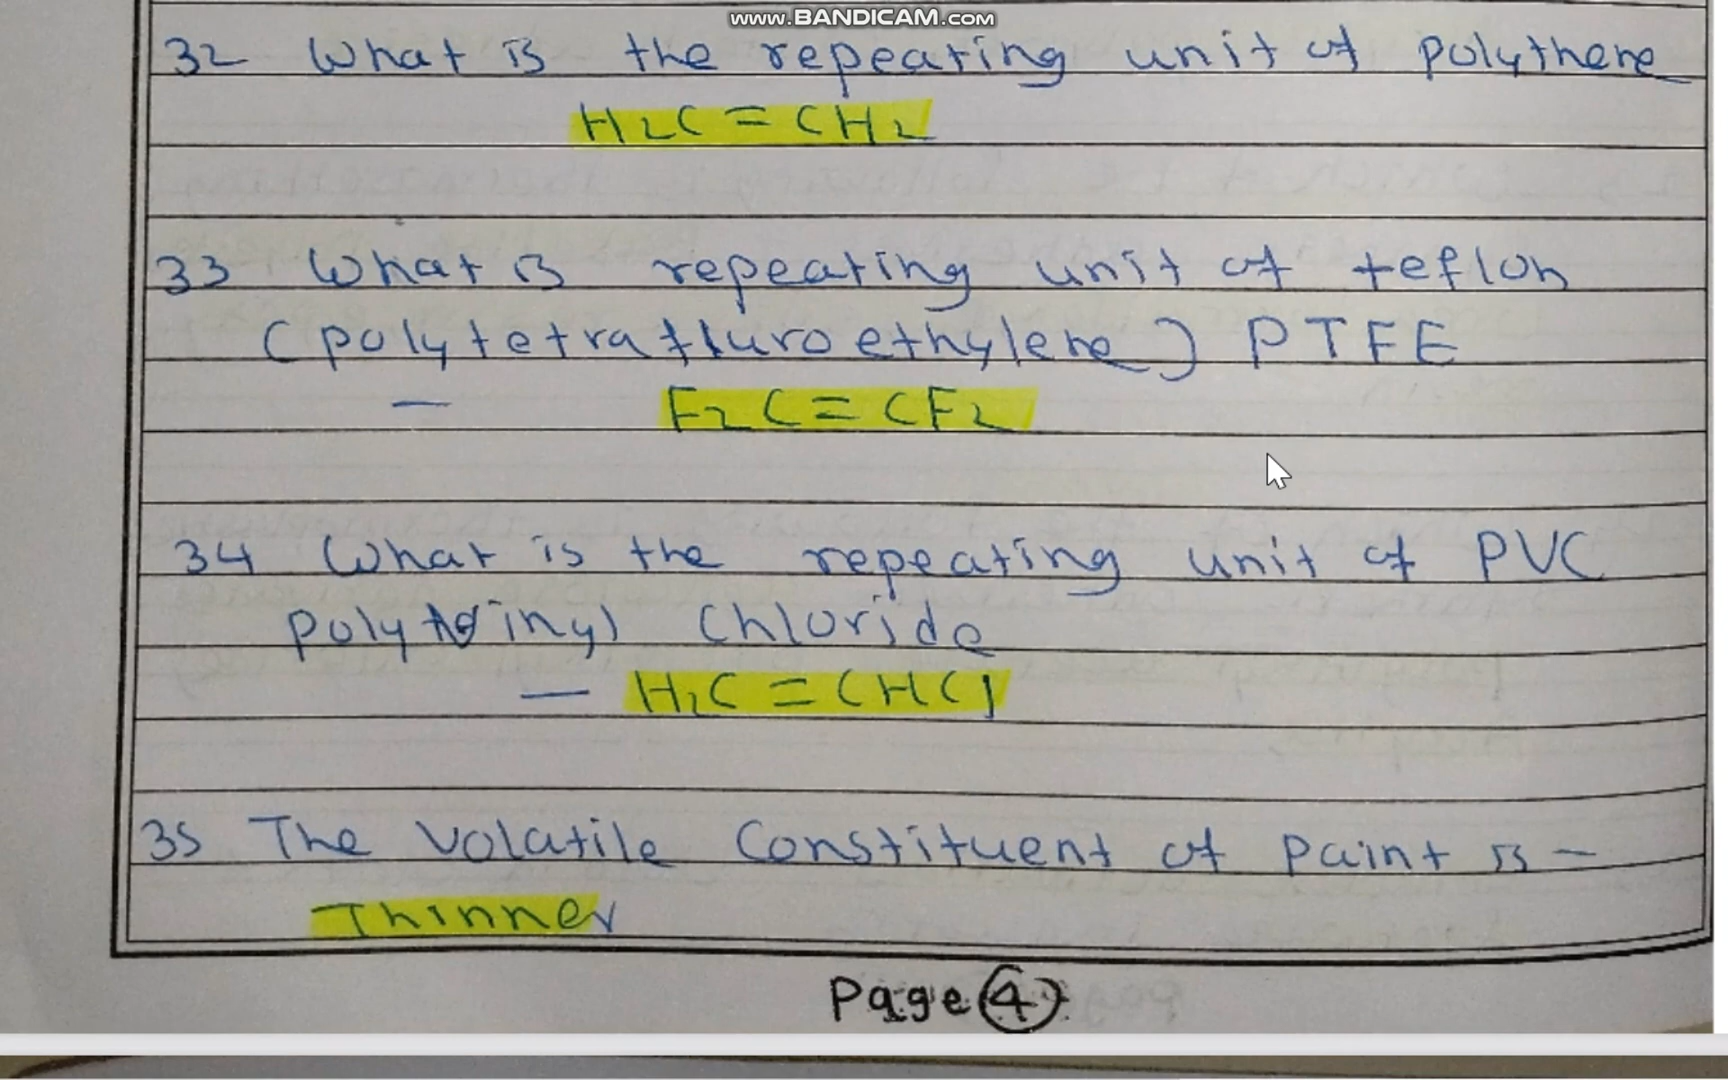 WWW.BANDICAM.COM
32 What is the repeating unit of polythene
H2C = CH2
33 What is repeating unit of teflon
(polytetrafluroethylene) PTFE
— F2C = CF2
34 What is the repeating unit of PVC
poly vinyl chloride
— H2C = CHCl
35 The volatile constituent of paint is –
Thinner
Page 4